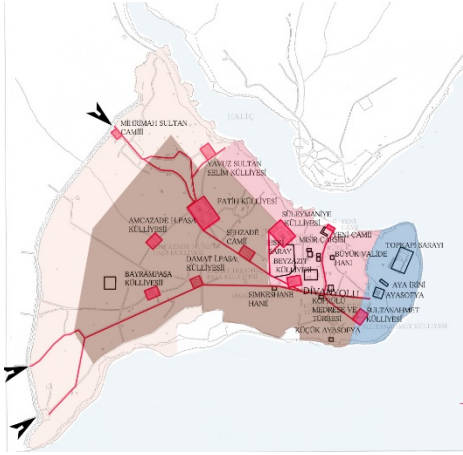 HALİÇ
MİHRİMAH SULTAN
CAMİİ
YAVUZ SULTAN
SELİM KÜLLİYESİ
FATİH KÜLLİYESİ
AMCAZADE H.PAŞA
KÜLLİYESİ
ŞEHZADE
CAMİİ
SÜLEYMANİYE
KÜLLİYESİ
YENİ CAMİİ
MISIR ÇARŞISI
ESKİ
SARAY
BEYZAZIT
KÜLLİYESİ
BÜYÜK VALİDE
HANI
TOPKAPI SARAYI
DAMAT İ.PAŞA
KÜLLİYESİ
BAYRAMPAŞA
KÜLLİYESİ
AYA İRİNİ
AYASOFYA
SİMKEŞHANE
HANI
DİVANYOLU
KÖPRÜLÜ
MEDRESE VE
TÜRBESİ
SULTANAHMET
KÜLLİYESİ
KÜÇÜK AYASOFYA